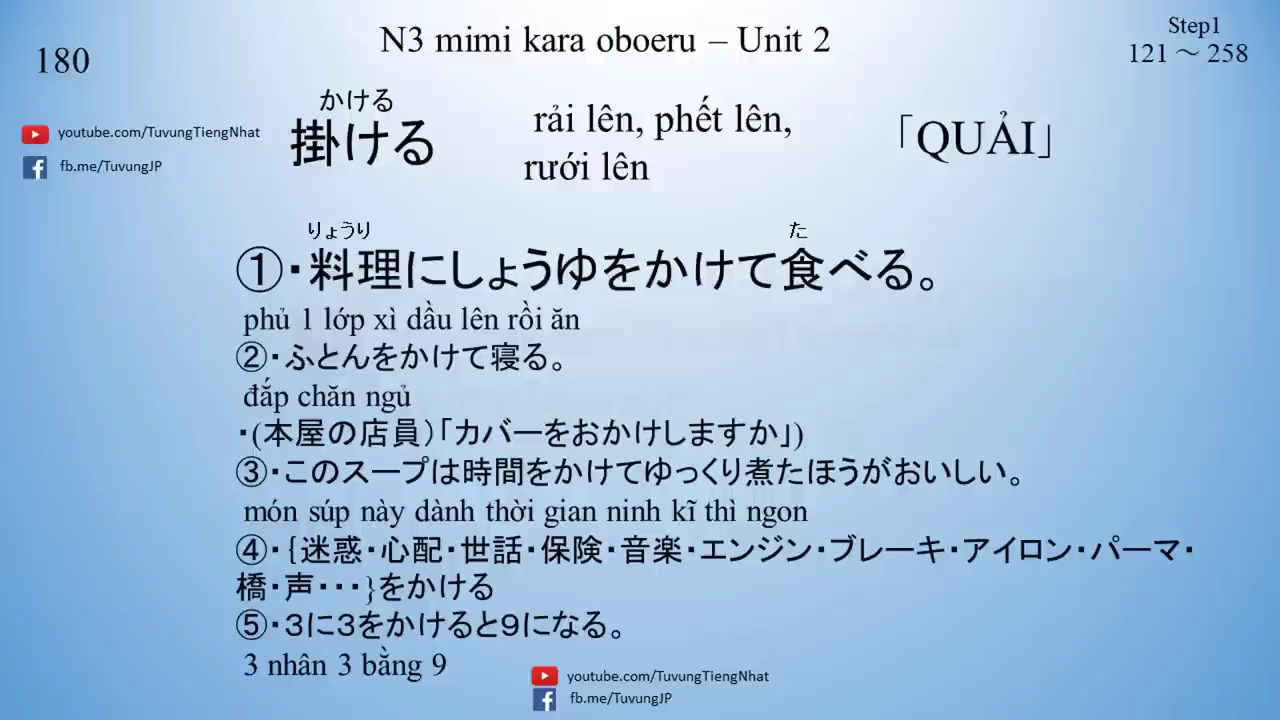 180
N3 mimi kara oboeru – Unit 2
Step1
121 ～ 258
youtube.com/TuvungTiengNhat
fb.me/TuvungJP
かける
掛ける
rải lên, phết lên,
rưới lên
「QUẢI」
りょうり た
①・料理にしょうゆをかけて食べる。
phủ 1 lớp xì dầu lên rồi ăn
②・ふとんをかけて寝る。
đắp chăn ngủ
・(本屋の店員）「カバーをおかけしますか」)
③・このスープは時間をかけてゆっくり煮たほうがおいしい。
món súp này dành thời gian ninh kĩ thì ngon
④・{迷惑・心配・世話・保険・音楽・エンジン・ブレーキ・アイロン・パーマ・
橋・声・・・}をかける
⑤・３に３をかけると９になる。
3 nhân 3 bằng 9
youtube.com/TuvungTiengNhat
fb.me/TuvungJP